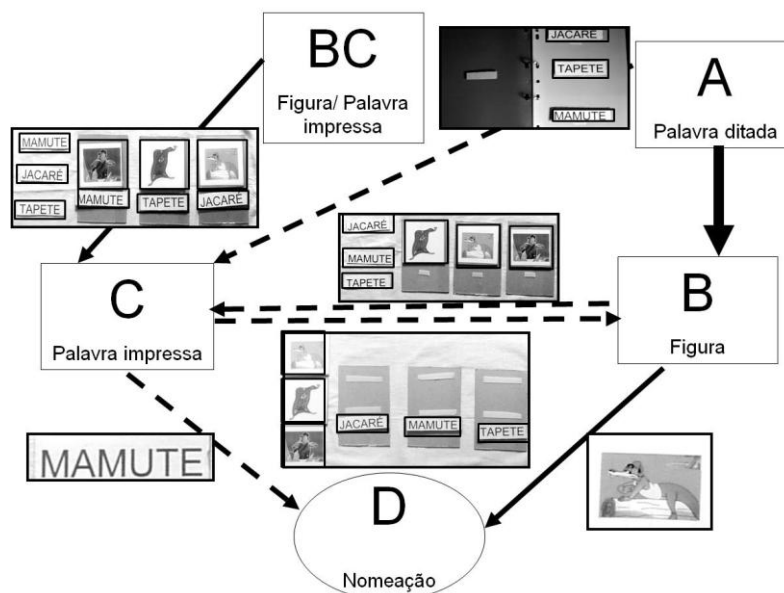 BC
Figura/ Palavra
impressa
JACARÉ
TAPETE
MAMUTE
A
Palavra ditada
MAMUTE
JACARÉ
TAPETE
MAMUTE
TAPETE
JACARÉ
JACARÉ
MAMUTE
TAPETE
C
Palavra impressa
B
Figura
JACARÉ
MAMUTE
TAPETE
MAMUTE
D
Nomeação